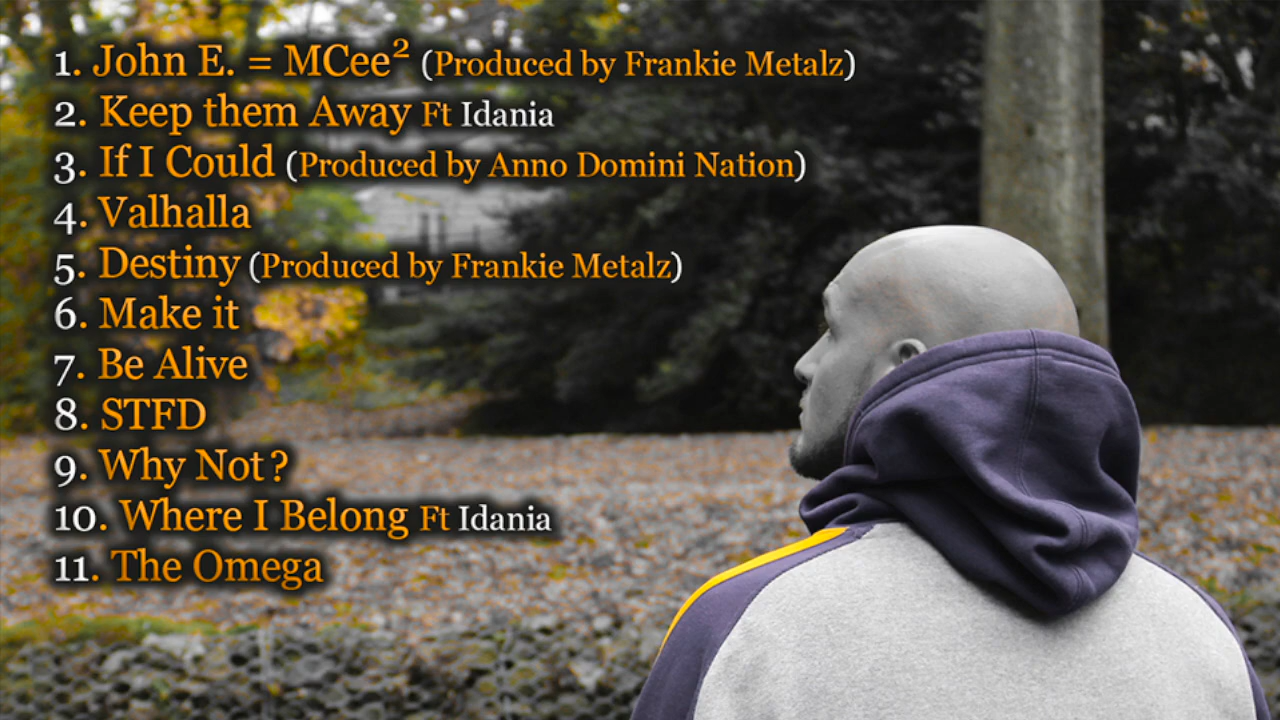 1. John E. = MCee² (Produced by Frankie Metalz)
2. Keep them Away Ft Idania
3. If I Could (Produced by Anno Domini Nation)
4. Valhalla
5. Destiny (Produced by Frankie Metalz)
6. Make it
7. Be Alive
8. STFD
9. Why Not?
10. Where I Belong Ft Idania
11. The Omega